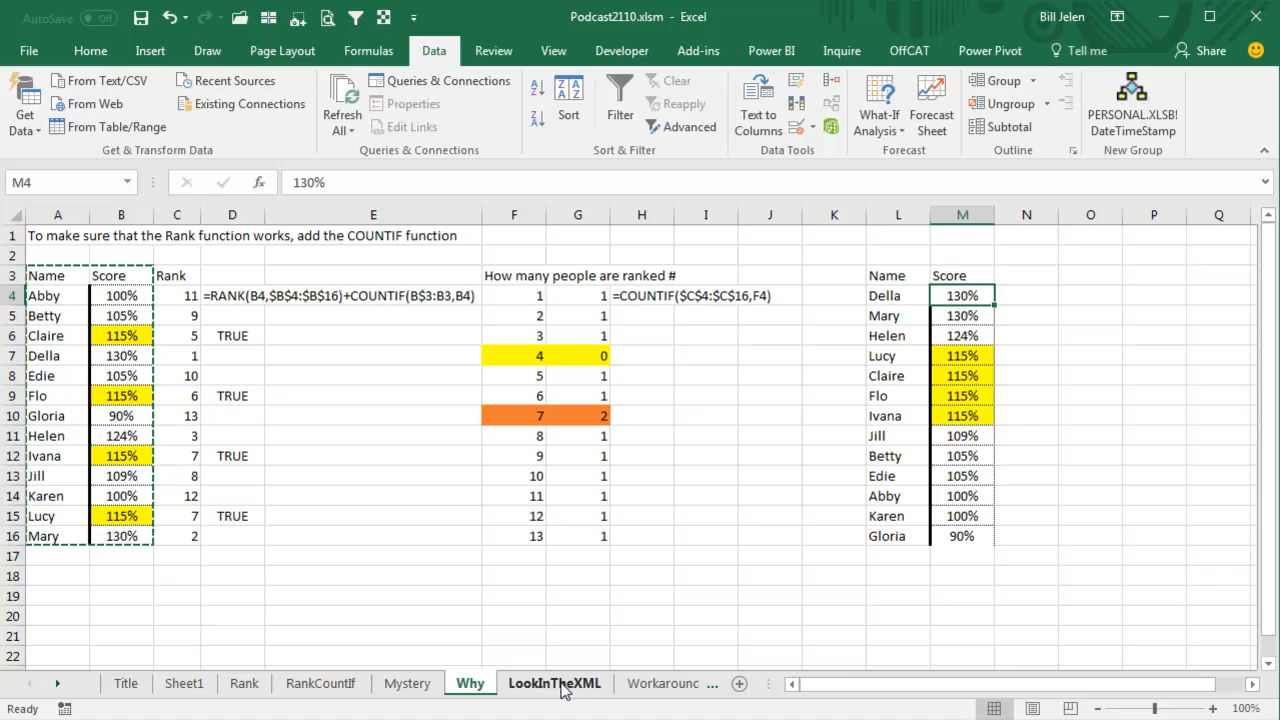 AutoSave Off Podcast2110.xlsm - Excel Bill Jelen
File Home Insert Draw Page Layout Formulas Data Review View Developer Add-ins Power BI Inquire OffCAT Power Pivot Tell me Share
From Text/CSV Recent Sources Queries & Connections Clear Group
From Web Existing Connections Properties Reapply Ungroup
Get Data From Table/Range Refresh All Edit Links Sort Filter Advanced Text to Columns What-If Analysis Forecast Sheet Subtotal PERSONAL.XLSB! DateTimeStamp
Get & Transform Data Queries & Connections Sort & Filter Data Tools Forecast Outline New Group
M4 fx 130%
A B C D E F G H I J K L M N O P Q
1 To make sure that the Rank function works, add the COUNTIF function
2
3 Name Score Rank How many people are ranked # Name Score
4 Abby 100% 11 =RANK(B4,$B$4:$B$16)+COUNTIF(B$3:B3,B4) 1 1 =COUNTIF($C$4:$C$16,F4) Della 130%
5 Betty 105% 9 2 1 Mary 130%
6 Claire 115% 5 TRUE 3 1 Helen 124%
7 Della 130% 1 4 0 Lucy 115%
8 Edie 105% 10 5 1 Claire 115%
9 Flo 115% 6 TRUE 6 1 Flo 115%
10 Gloria 90% 13 7 2 Ivana 115%
11 Helen 124% 3 8 1 Jill 109%
12 Ivana 115% 7 TRUE 9 1 Betty 105%
13 Jill 109% 8 10 1 Edie 105%
14 Karen 100% 12 11 1 Abby 100%
15 Lucy 115% 7 TRUE 12 1 Karen 100%
16 Mary 130% 2 13 1 Gloria 90%
17
18
19
20
21
22
Title Sheet1 Rank RankCountIf Mystery Why LookInTheXML Workaround ...
Ready 100%